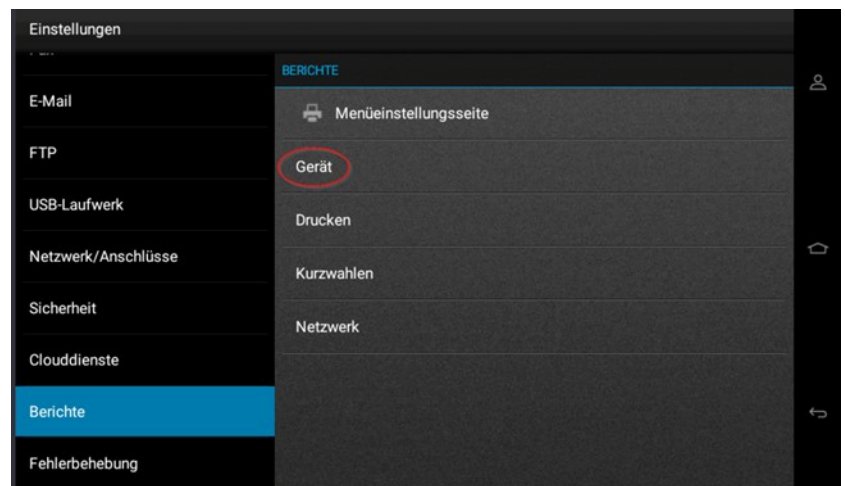 Einstellungen
E-Mail
FTP
USB-Laufwerk
Netzwerk/Anschlüsse
Sicherheit
Clouddienste
Berichte
Fehlerbehebung
BERICHTE
Menüeinstellungsseite
Gerät
Drucken
Kurzwahlen
Netzwerk